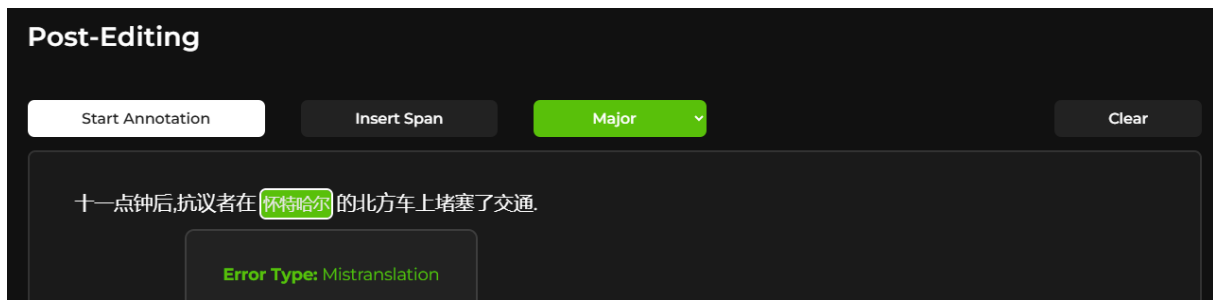 Post-Editing
Start Annotation Insert Span Major Clear
十一点钟后,抗议者在 怀特哈尔 的北方车上堵塞了交通.
Error Type: Mistranslation